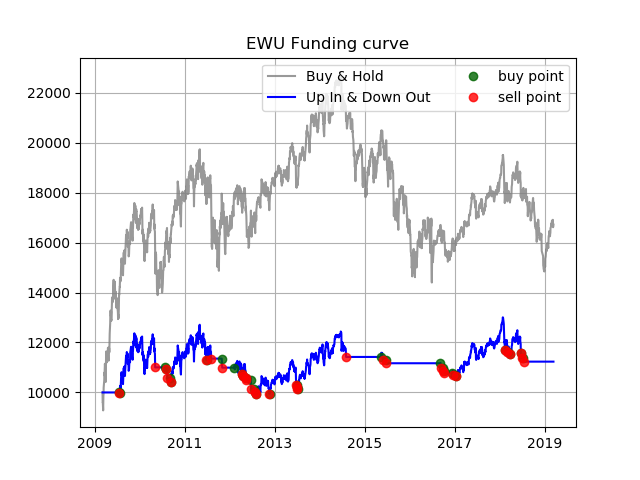 EWU Funding curve
Buy & Hold
Up In & Down Out
buy point
sell point
22000
20000
18000
16000
14000
12000
10000
2009 2011 2013 2015 2017 2019